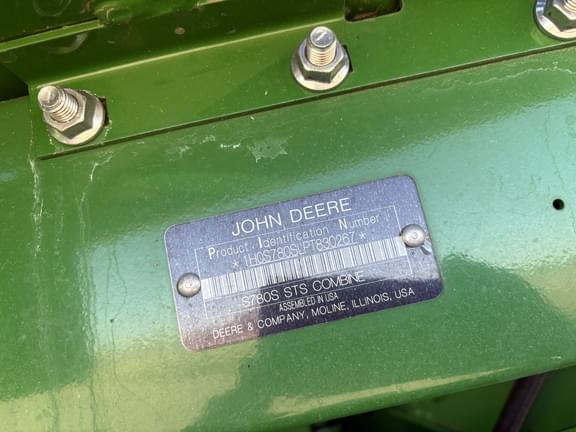 JOHN DEERE
Product Identification Number
*1H0S780SLPT830267*
S780S STS COMBINE
ASSEMBLED IN USA
DEERE & COMPANY, MOLINE, ILLINOIS, USA